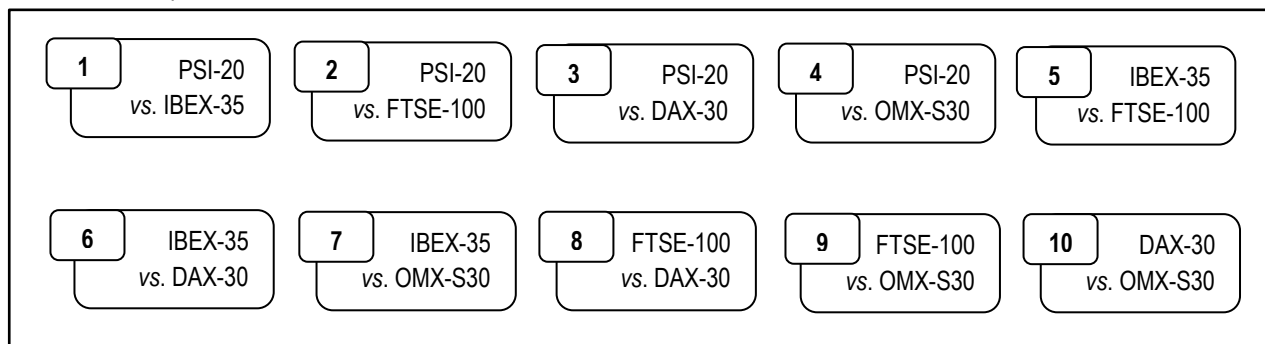 1
PSI-20
vs. IBEX-35
2
PSI-20
vs. FTSE-100
3
PSI-20
vs. DAX-30
4
PSI-20
vs. OMX-S30
5
IBEX-35
vs. FTSE-100
6
IBEX-35
vs. DAX-30
7
IBEX-35
vs. OMX-S30
8
FTSE-100
vs. DAX-30
9
FTSE-100
vs. OMX-S30
10
DAX-30
vs. OMX-S30